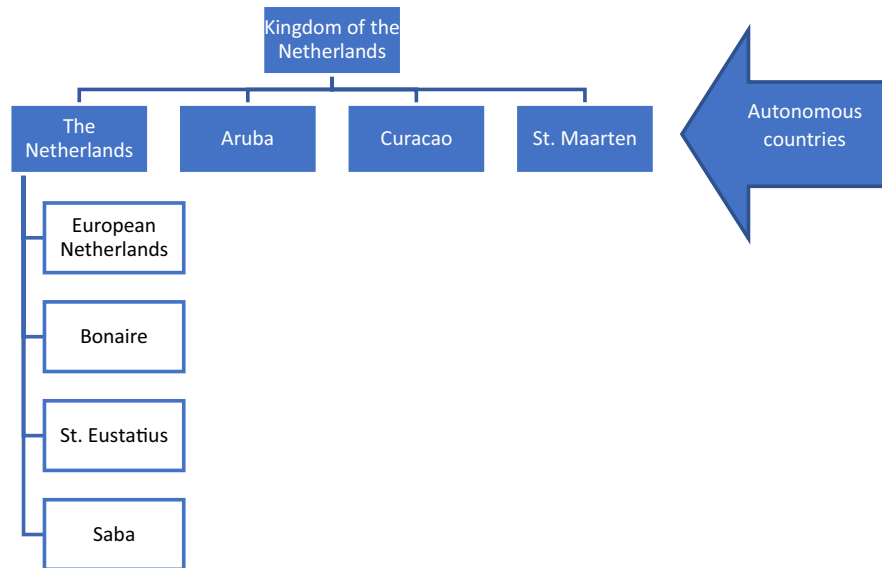 Kingdom of the
Netherlands
The
Netherlands
Aruba
Curacao
St. Maarten
Autonomous
countries
European
Netherlands
Bonaire
St. Eustatius
Saba